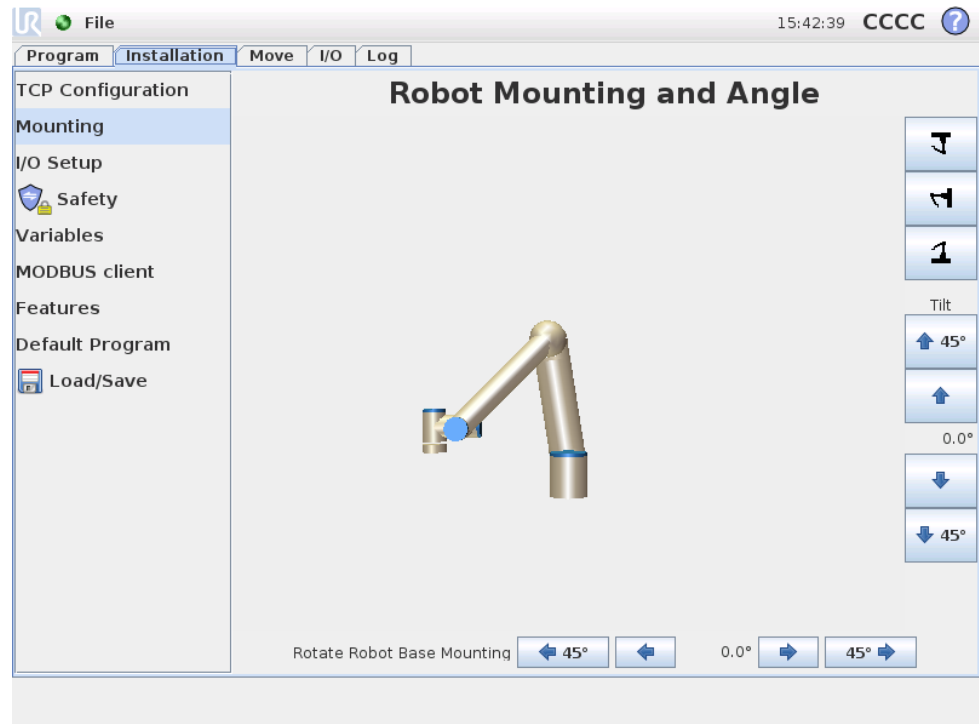 UR File 15:42:39 CCCC ?
Program Installation Move I/O Log
TCP Configuration
Mounting
I/O Setup
Safety
Variables
MODBUS client
Features
Default Program
Load/Save
Robot Mounting and Angle
Tilt
45°
0.0°
45°
Rotate Robot Base Mounting 45° 0.0° 45°